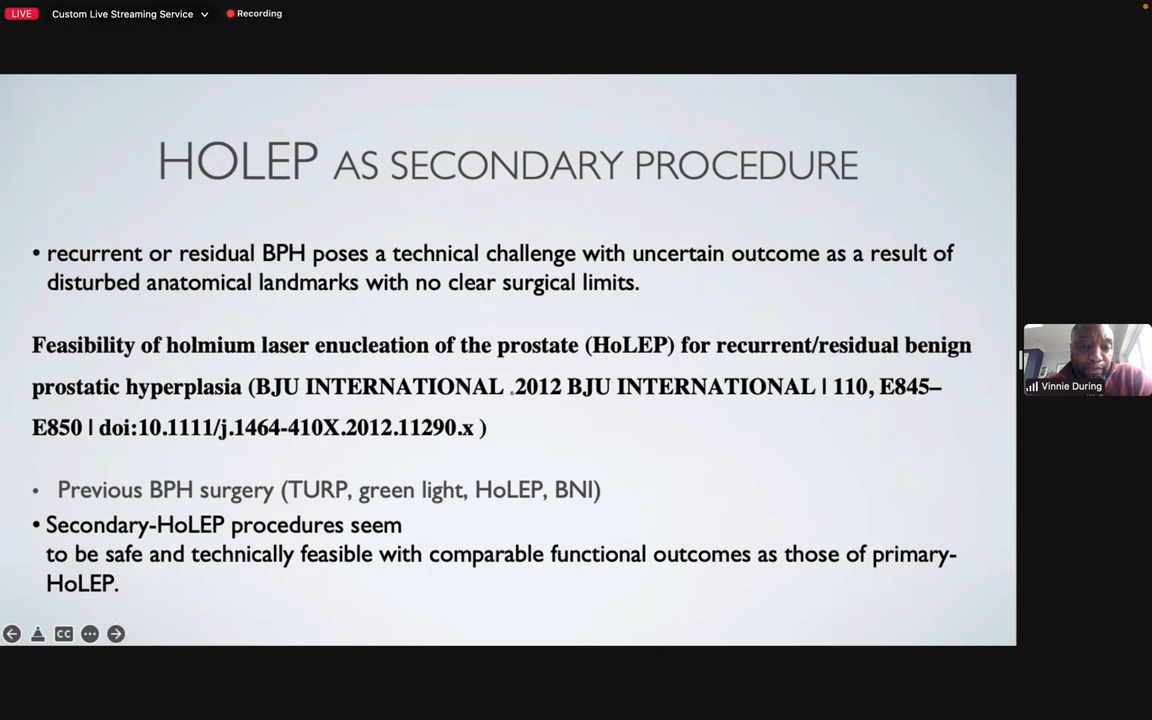 LIVE
Custom Live Streaming Service
Recording
HOLEP AS SECONDARY PROCEDURE
• recurrent or residual BPH poses a technical challenge with uncertain outcome as a result of
disturbed anatomical landmarks with no clear surgical limits.
Feasibility of holmium laser enucleation of the prostate (HoLEP) for recurrent/residual benign
prostatic hyperplasia (BJU INTERNATIONAL .2012 BJU INTERNATIONAL | 110, E845–
E850 | doi:10.1111/j.1464-410X.2012.11290.x )
• Previous BPH surgery (TURP, green light, HoLEP, BNI)
• Secondary-HoLEP procedures seem
to be safe and technically feasible with comparable functional outcomes as those of primary-
HoLEP.
Vinnie During
CC